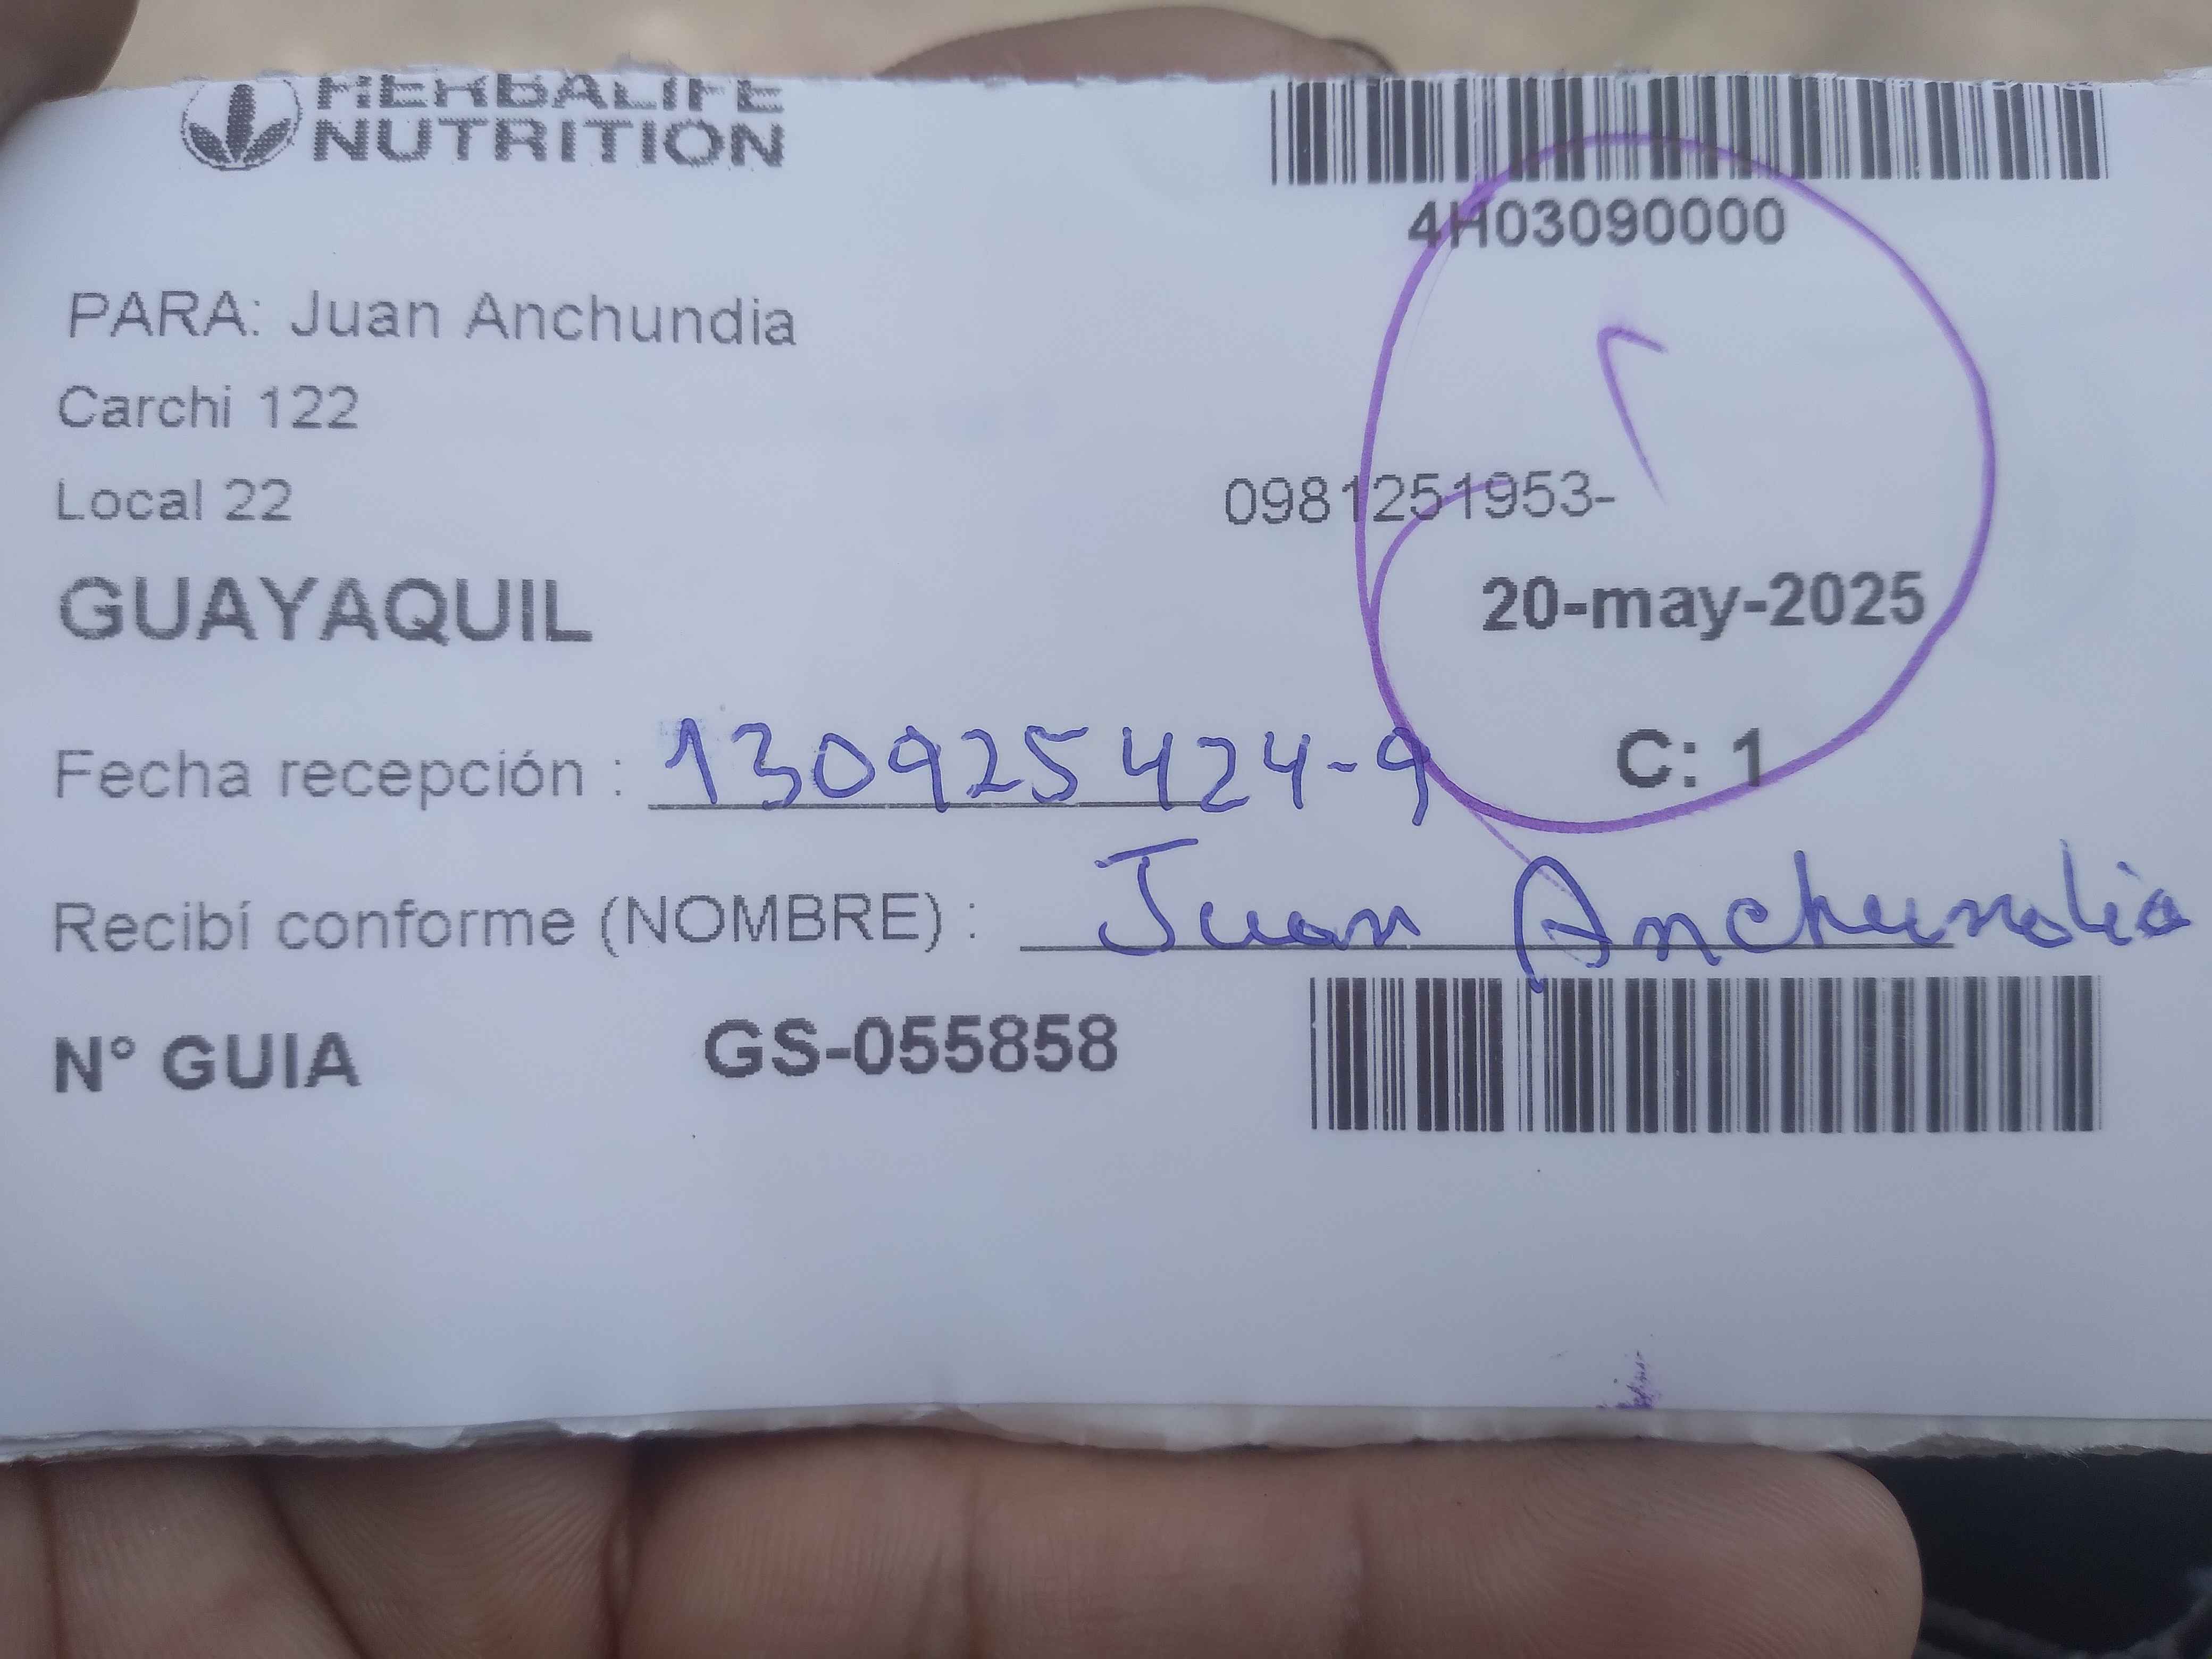 HERBALIFE
NUTRITION
4H03090000
PARA: Juan Anchundia
Carchi 122
Local 22
0981251953-
GUAYAQUIL
20-may-2025
Fecha recepción : 130925424-9
C: 1
Recibí conforme (NOMBRE) : Juan Anchundia
N° GUIA GS-055858